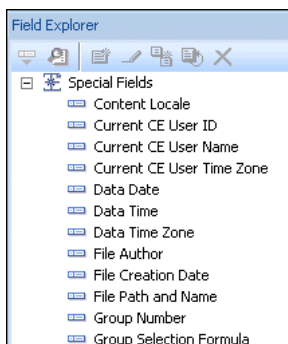 Field Explorer
Special Fields
Content Locale
Current CE User ID
Current CE User Name
Current CE User Time Zone
Data Date
Data Time
Data Time Zone
File Author
File Creation Date
File Path and Name
Group Number
Group Selection Formula